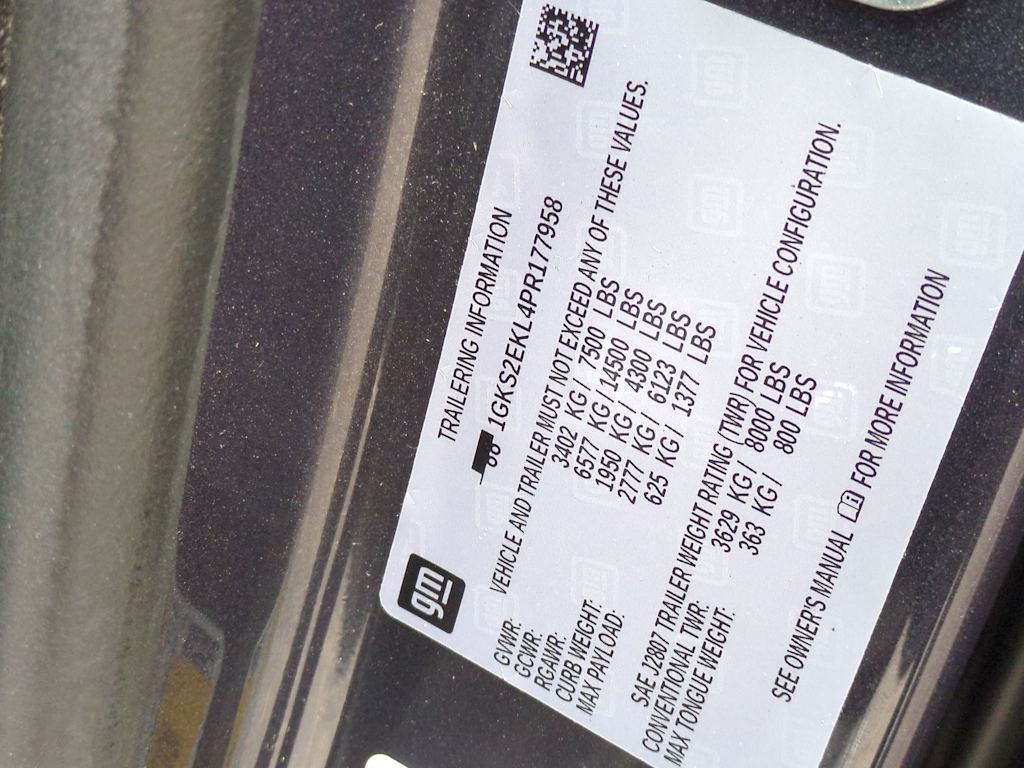 gm
TRAILERING INFORMATION
1GKS2EKL4PR177958
VEHICLE AND TRAILER MUST NOT EXCEED ANY OF THESE VALUES.
GVWR: 3402 KG / 7500 LBS
GCWR: 6577 KG / 14500 LBS
RGAWR: 1950 KG / 4300 LBS
CURB WEIGHT: 2777 KG / 6123 LBS
MAX PAYLOAD: 625 KG / 1377 LBS
SAE J2807 TRAILER WEIGHT RATING (TWR) FOR VEHICLE CONFIGURATION.
CONVENTIONAL TWR: 3629 KG / 8000 LBS
MAX TONGUE WEIGHT: 363 KG / 800 LBS
SEE OWNER'S MANUAL FOR MORE INFORMATION